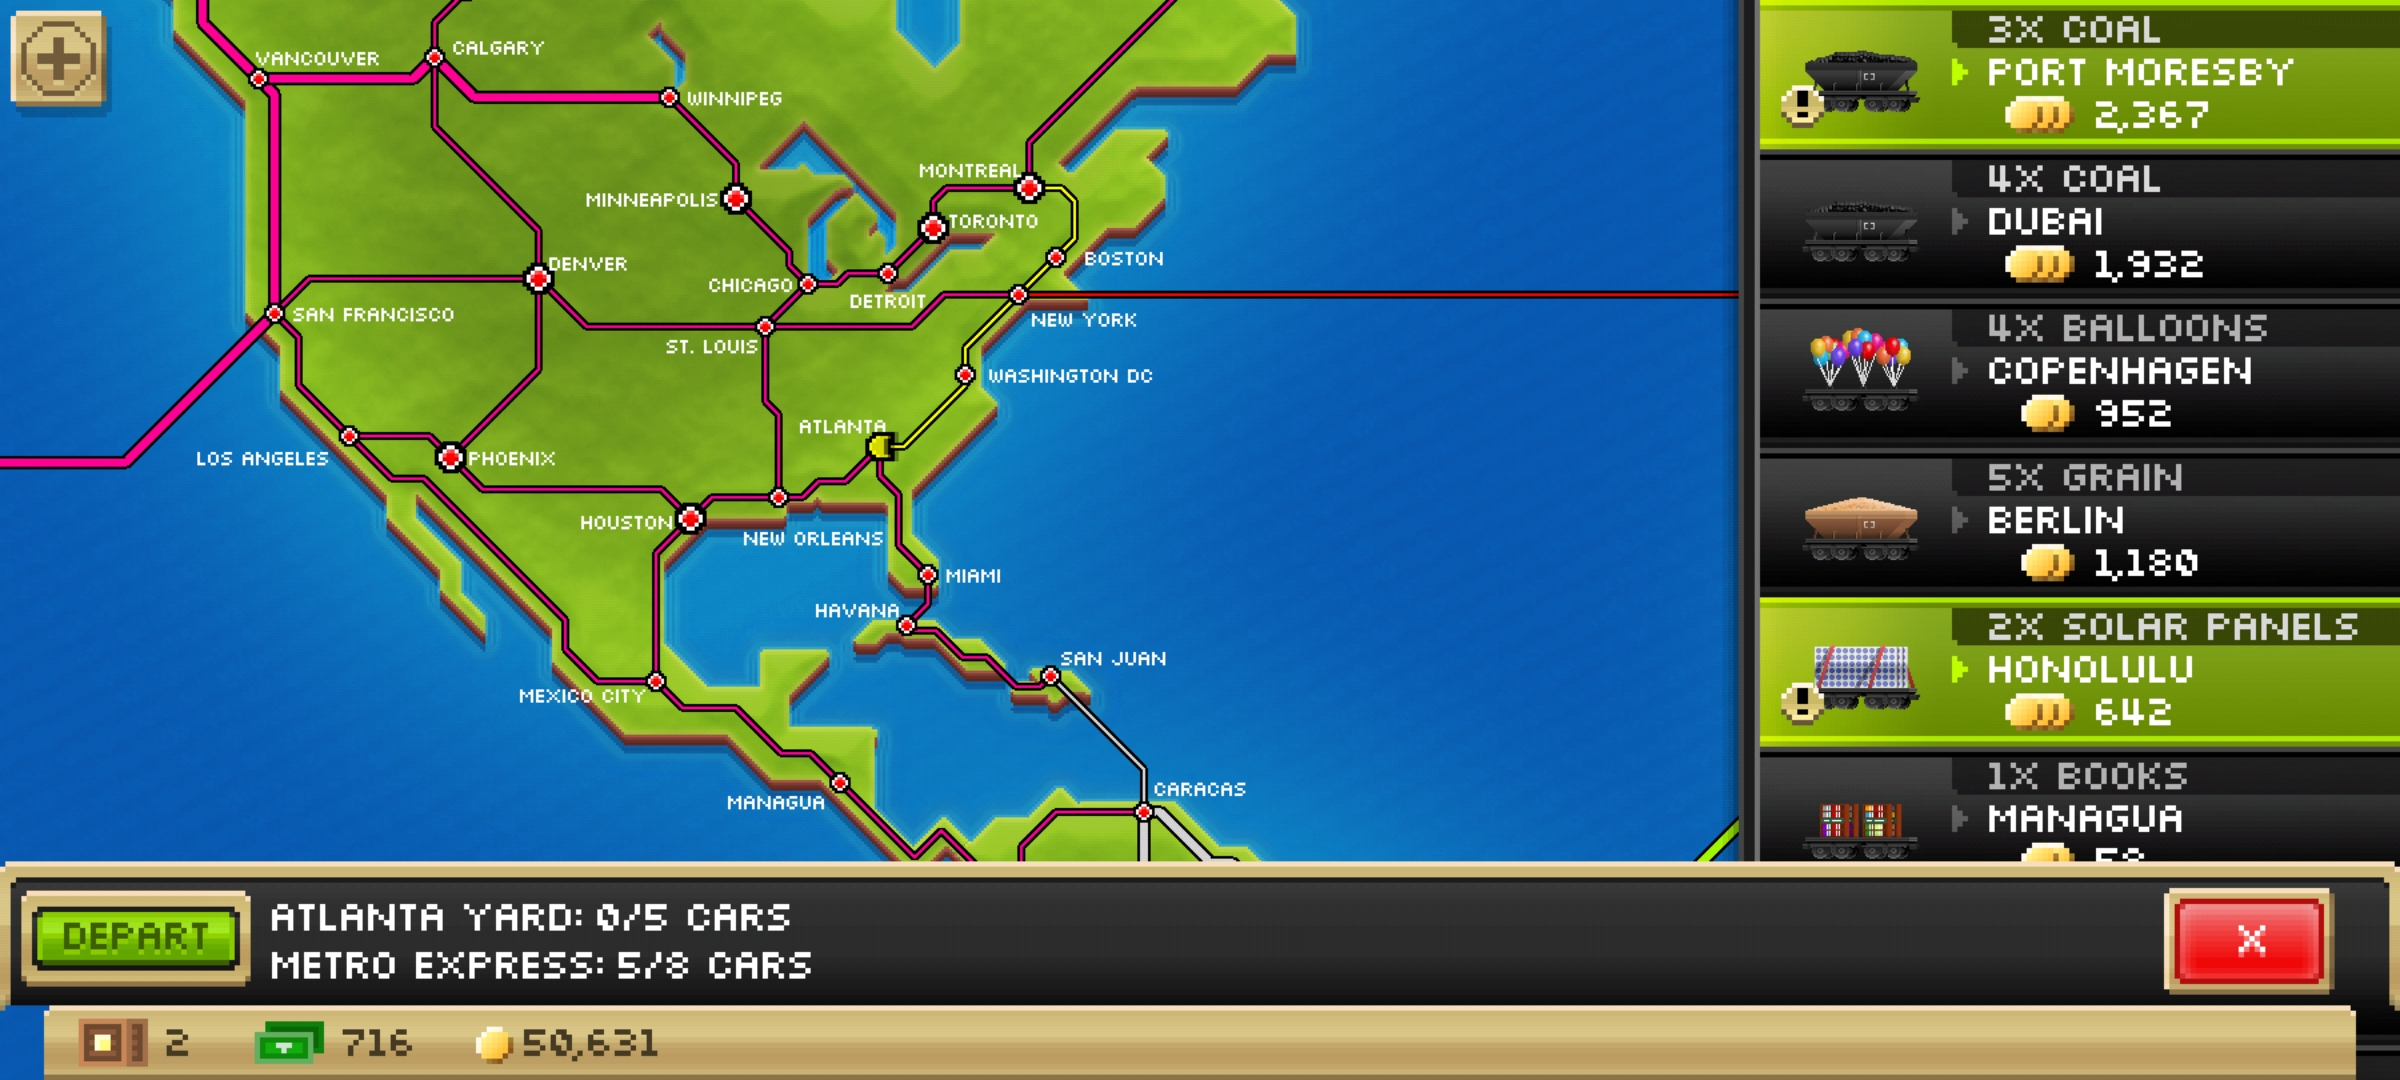 VANCOUVER
CALGARY
WINNIPEG
MONTREAL
MINNEAPOLIS
TORONTO
DENVER
BOSTON
CHICAGO
DETROIT
SAN FRANCISCO
NEW YORK
ST. LOUIS
WASHINGTON DC
ATLANTA
LOS ANGELES
PHOENIX
HOUSTON
NEW ORLEANS
MIAMI
HAVANA
SAN JUAN
MEXICO CITY
CARACAS
MANAGUA
3X COAL
PORT MORESBY
2,367
4X COAL
DUBAI
1,932
4X BALLOONS
COPENHAGEN
952
5X GRAIN
BERLIN
1,180
2X SOLAR PANELS
HONOLULU
642
1X BOOKS
MANAGUA
DEPART
ATLANTA YARD: 0/5 CARS
METRO EXPRESS: 5/8 CARS
X
2
716
50,631